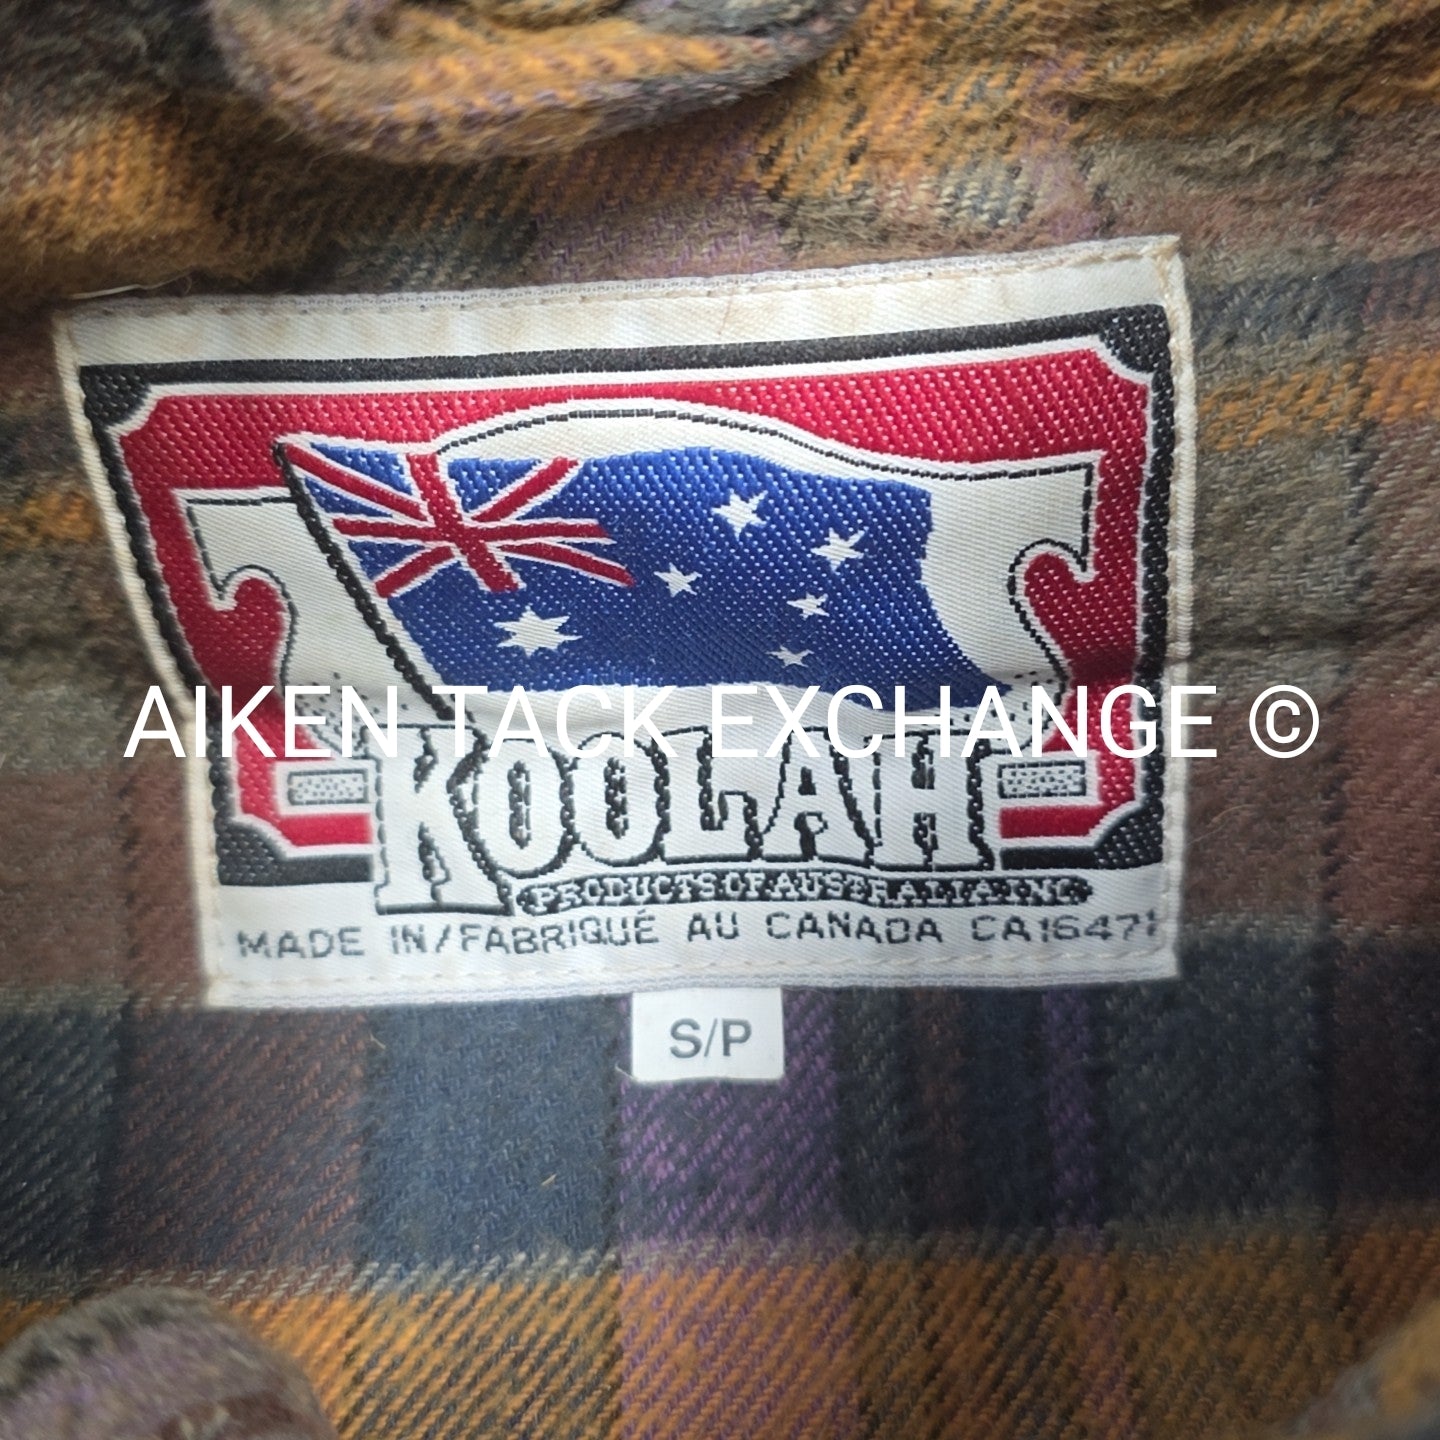 AIKEN TACK EXCHANGE ©
KOOLAH
PRODUCTS OF AUSTRALIA INC
MADE IN/FABRIQUÉ AU CANADA CA16471
S/P